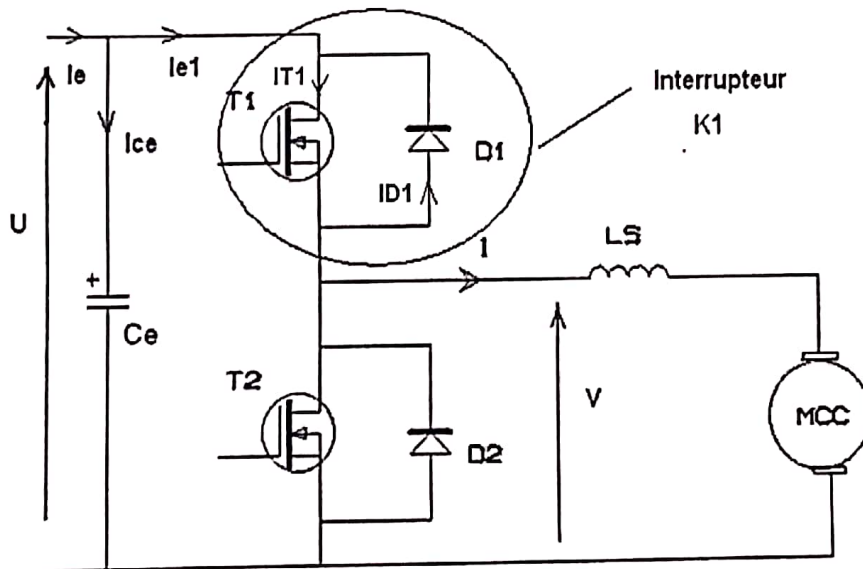 Ie
Ie1
IT1
T1
Interrupteur
K1
Ice
D1
ID1
U
I
LS
+
Ce
T2
V
MCC
D2